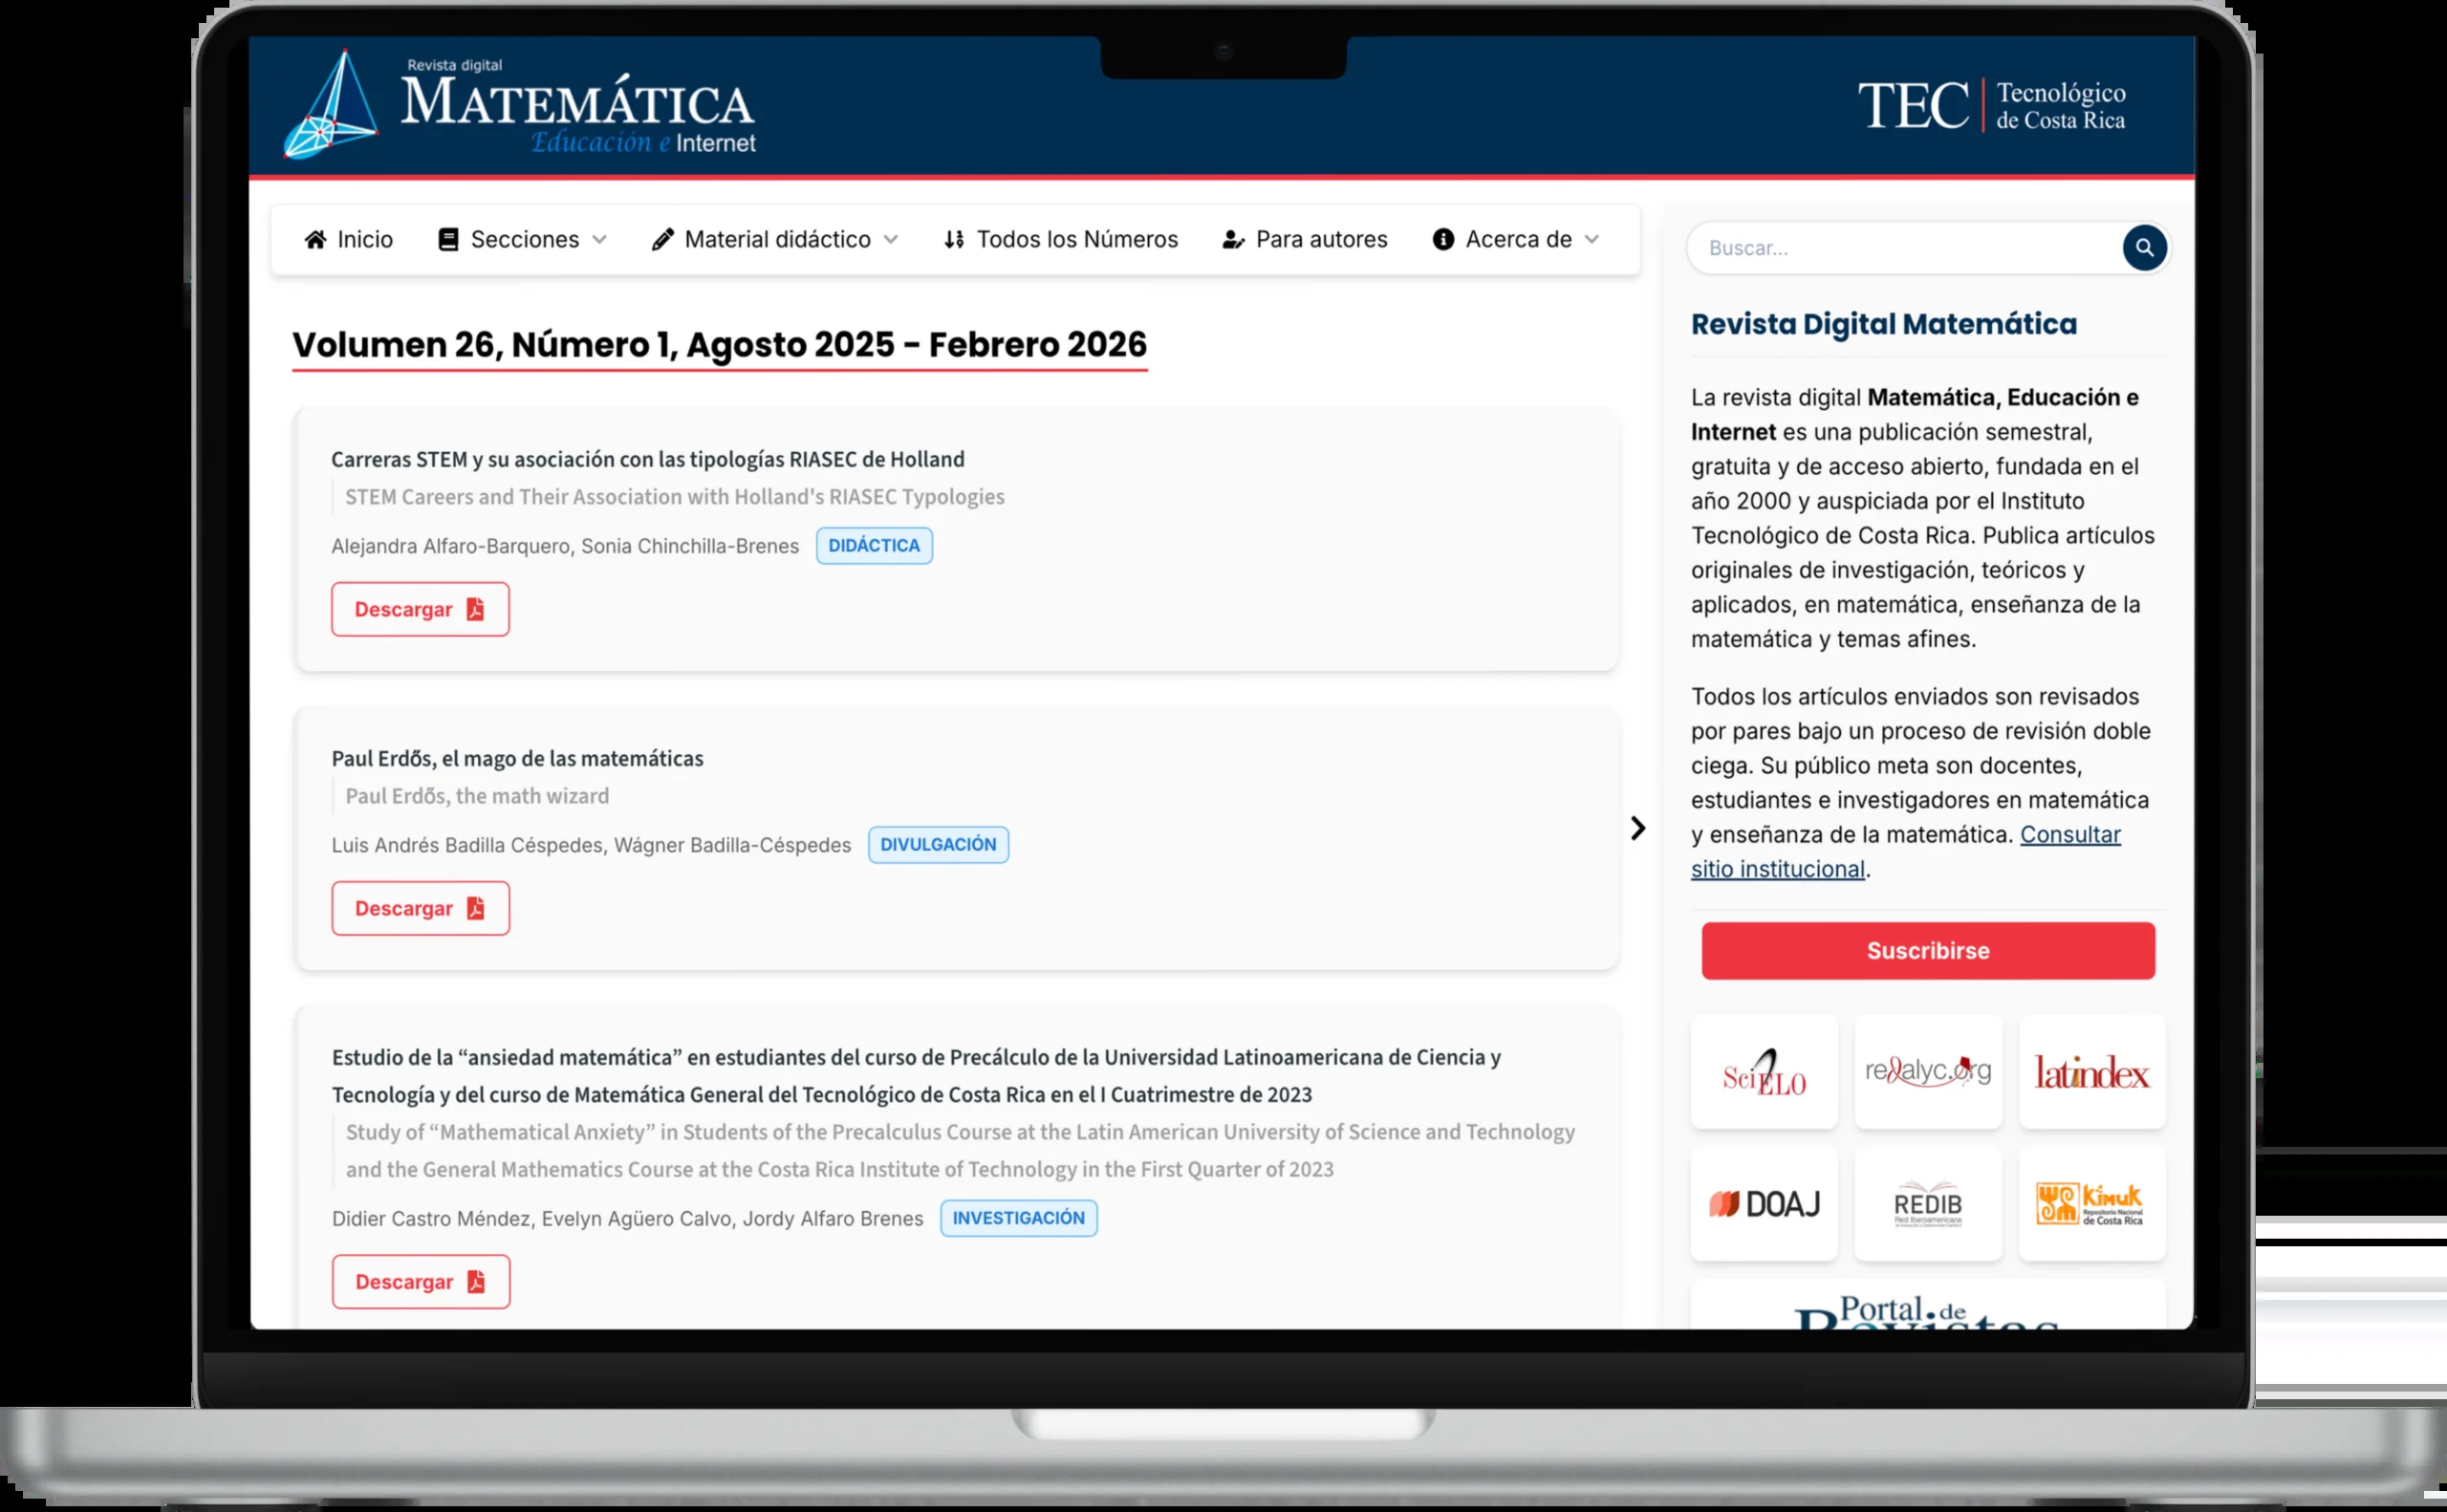 Revista digital
MATEMÁTICA
Educación e Internet
TEC | Tecnológico
de Costa Rica
Inicio
Secciones
Material didáctico
Todos los Números
Para autores
Acerca de
Buscar...
Volumen 26, Número 1, Agosto 2025 - Febrero 2026
Carreras STEM y su asociación con las tipologías RIASEC de Holland
STEM Careers and Their Association with Holland's RIASEC Typologies
Alejandra Alfaro-Barquero, Sonia Chinchilla-Brenes DIDÁCTICA
Descargar
Paul Erdős, el mago de las matemáticas
Paul Erdős, the math wizard
Luis Andrés Badilla Céspedes, Wágner Badilla-Céspedes DIVULGACIÓN
Descargar
Estudio de la “ansiedad matemática” en estudiantes del curso de Precálculo de la Universidad Latinoamericana de Ciencia y
Tecnología y del curso de Matemática General del Tecnológico de Costa Rica en el I Cuatrimestre de 2023
Study of “Mathematical Anxiety” in Students of the Precalculus Course at the Latin American University of Science and Technology
and the General Mathematics Course at the Costa Rica Institute of Technology in the First Quarter of 2023
Didier Castro Méndez, Evelyn Agüero Calvo, Jordy Alfaro Brenes INVESTIGACIÓN
Descargar
Revista Digital Matemática
La revista digital Matemática, Educación e
Internet es una publicación semestral,
gratuita y de acceso abierto, fundada en el
año 2000 y auspiciada por el Instituto
Tecnológico de Costa Rica. Publica artículos
originales de investigación, teóricos y
aplicados, en matemática, enseñanza de la
matemática y temas afines.
Todos los artículos enviados son revisados
por pares bajo un proceso de revisión doble
ciega. Su público meta son docentes,
estudiantes e investigadores en matemática
y enseñanza de la matemática. Consultar
sitio institucional.
Suscribirse
SciELO
redalyc.org
latindex
DOAJ
REDIB
Red Iberoamericana
kimuk
Repositorio Nacional
de Costa Rica
Portal de
Revistas